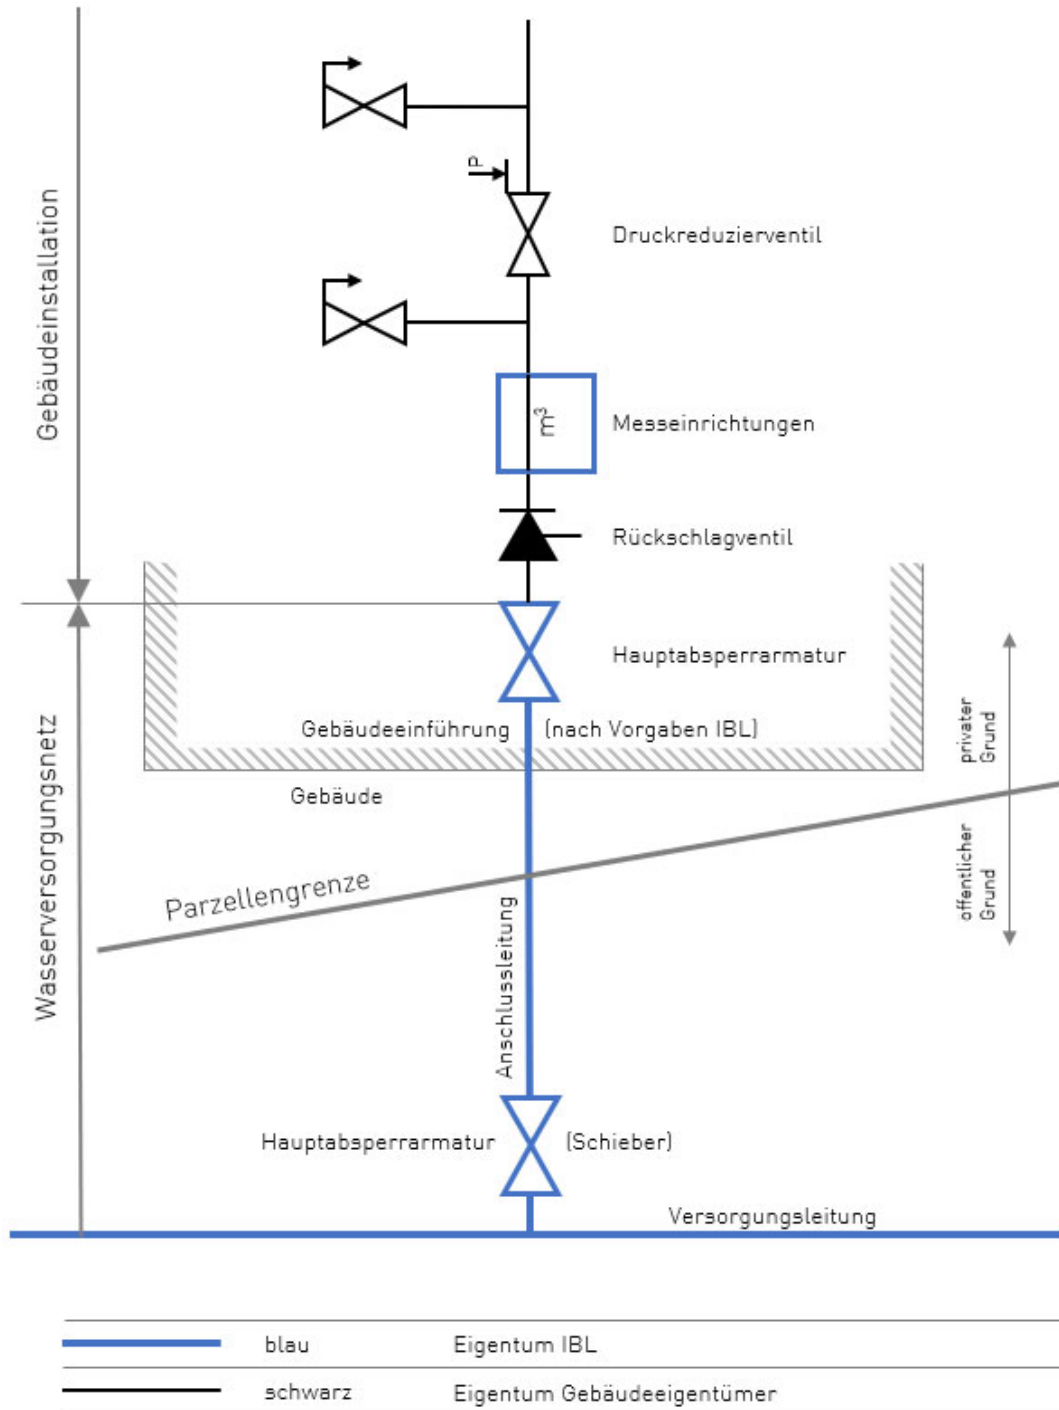 P
Druckreduzierventil
Gebäudeinstallation
m³
Messeinrichtungen
Rückschlagventil
Hauptabsperrarmatur
Gebäudeeinführung (nach Vorgaben IBL)
privater
Grund
Gebäude
Wasserversorgungsnetz
Parzellengrenze
offentlicher
Grund
Anschlussleitung
Hauptabsperrarmatur (Schieber)
Versorgungsleitung
blau Eigentum IBL
schwarz Eigentum Gebäudeeigentümer